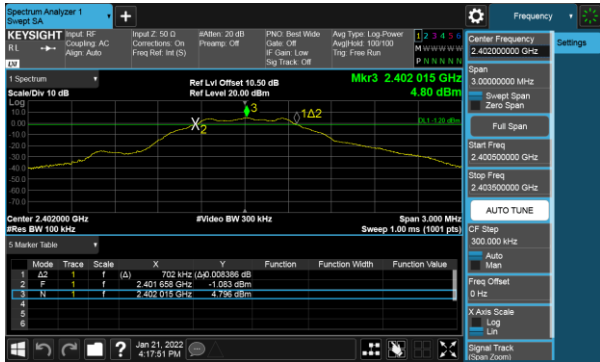 Spectrum Analyzer 1
Swept SA
+
Frequency
KEYSIGHT Input: RF Input Z: 50 Ω #Atten: 20 dB PNO: Best Wide Avg Type: Log-Power 1 2 3 4 5 6
RL Coupling: AC Corrections: On Preamp: Off Gate: Off Avg|Hold: 100/100 M W W W W W
Align: Auto Freq Ref: Int (S) IF Gain: Low Trig: Free Run
Sig Track: Off P N N N N N
LXI
Center Frequency
2.402000000 GHz
Settings
1 Spectrum
Scale/Div 10 dB
Ref Lvl Offset 10.50 dB
Ref Level 20.00 dBm
Mkr3 2.402 015 GHz
4.80 dBm
Log
10.0
0.00
-10.0
-20.0
-30.0
-40.0
-50.0
-60.0
-70.0
3
1Δ2
X2
DL1 -1.20 dBm
Center 2.402000 GHz #Video BW 300 kHz Span 3.000 MHz
#Res BW 100 kHz Sweep 1.00 ms (1001 pts)
Span
3.00000000 MHz
Swept Span
Zero Span
Full Span
Start Freq
2.400500000 GHz
Stop Freq
2.403500000 GHz
AUTO TUNE
CF Step
300.000 kHz
Auto
Man
Freq Offset
0 Hz
X Axis Scale
Log
Lin
Signal Track
(Span Zoom)
5 Marker Table
Mode Trace Scale X Y Function Function Width Function Value
1 Δ2 1 f (Δ) 702 kHz (Δ) 0.008386 dB
2 F 1 f 2.401 658 GHz -1.083 dBm
3 N 1 f 2.402 015 GHz 4.796 dBm
4
5
6
? Jan 21, 2022
4:17:51 PM